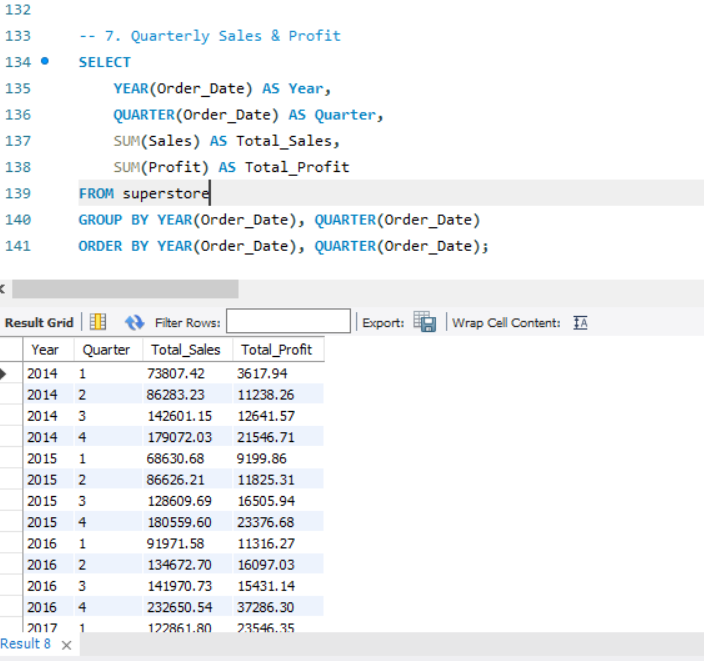 132
133 -- 7. Quarterly Sales & Profit
134 SELECT
135 YEAR(Order_Date) AS Year,
136 QUARTER(Order_Date) AS Quarter,
137 SUM(Sales) AS Total_Sales,
138 SUM(Profit) AS Total_Profit
139 FROM superstore
140 GROUP BY YEAR(Order_Date), QUARTER(Order_Date)
141 ORDER BY YEAR(Order_Date), QUARTER(Order_Date);
Result Grid Filter Rows: Export: Wrap Cell Content: IA
Year Quarter Total_Sales Total_Profit
2014 1 73807.42 3617.94
2014 2 86283.23 11238.26
2014 3 142601.15 12641.57
2014 4 179072.03 21546.71
2015 1 68630.68 9199.86
2015 2 86626.21 11825.31
2015 3 128609.69 16505.94
2015 4 180559.60 23376.68
2016 1 91971.58 11316.27
2016 2 134672.70 16097.03
2016 3 141970.73 15431.14
2016 4 232650.54 37286.30
2017 1 122861.80 23546.35
Result 8